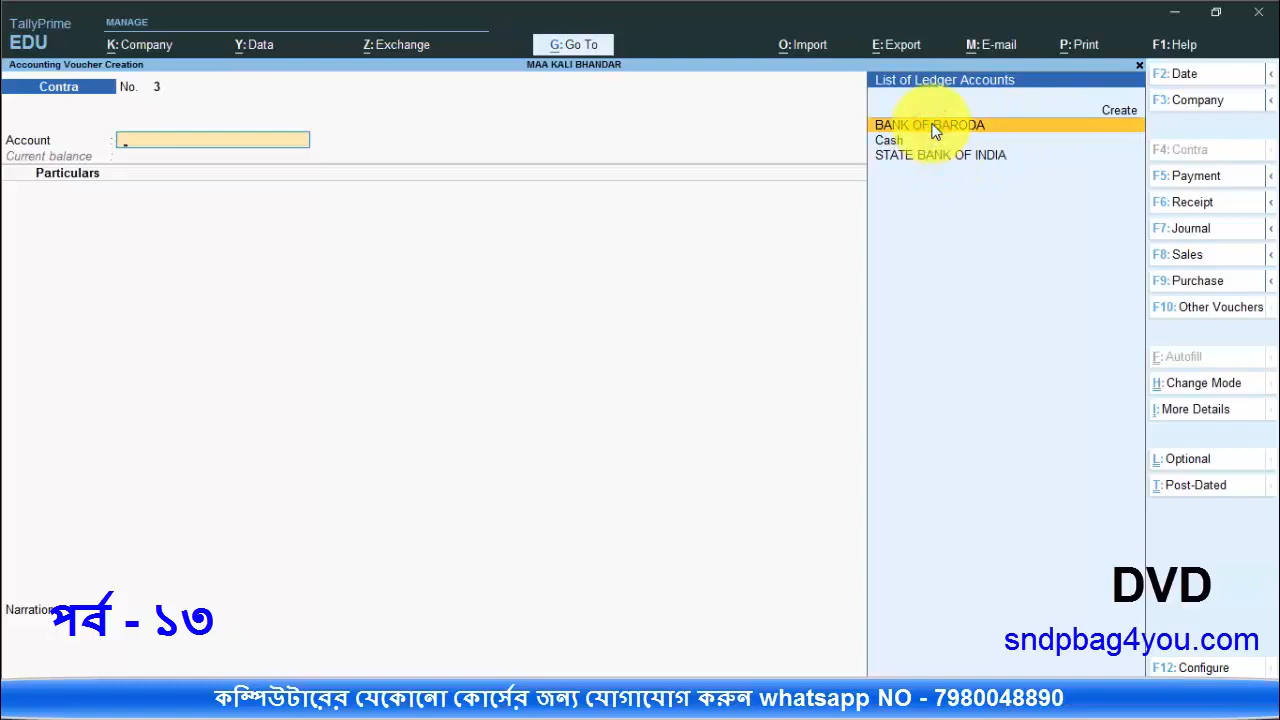 TallyPrime
EDU
MANAGE
K: Company
Y: Data
Z: Exchange
G: Go To
O: Import
E: Export
M: E-mail
P: Print
F1: Help
Accounting Voucher Creation
MAA KALI BHANDAR
Contra No. 3
Account :
Current balance :
Particulars
Narration
List of Ledger Accounts
Create
BANK OF BARODA
Cash
STATE BANK OF INDIA
F2: Date
F3: Company
F4: Contra
F5: Payment
F6: Receipt
F7: Journal
F8: Sales
F9: Purchase
F10: Other Vouchers
E: Autofill
H: Change Mode
I: More Details
L: Optional
T: Post-Dated
F12: Configure
পর্ব - ১৩
DVD
sndpbag4you.com
কম্পিউটারের যেকোনো কোর্সের জন্য যোগাযোগ করুন whatsapp NO - 7980048890